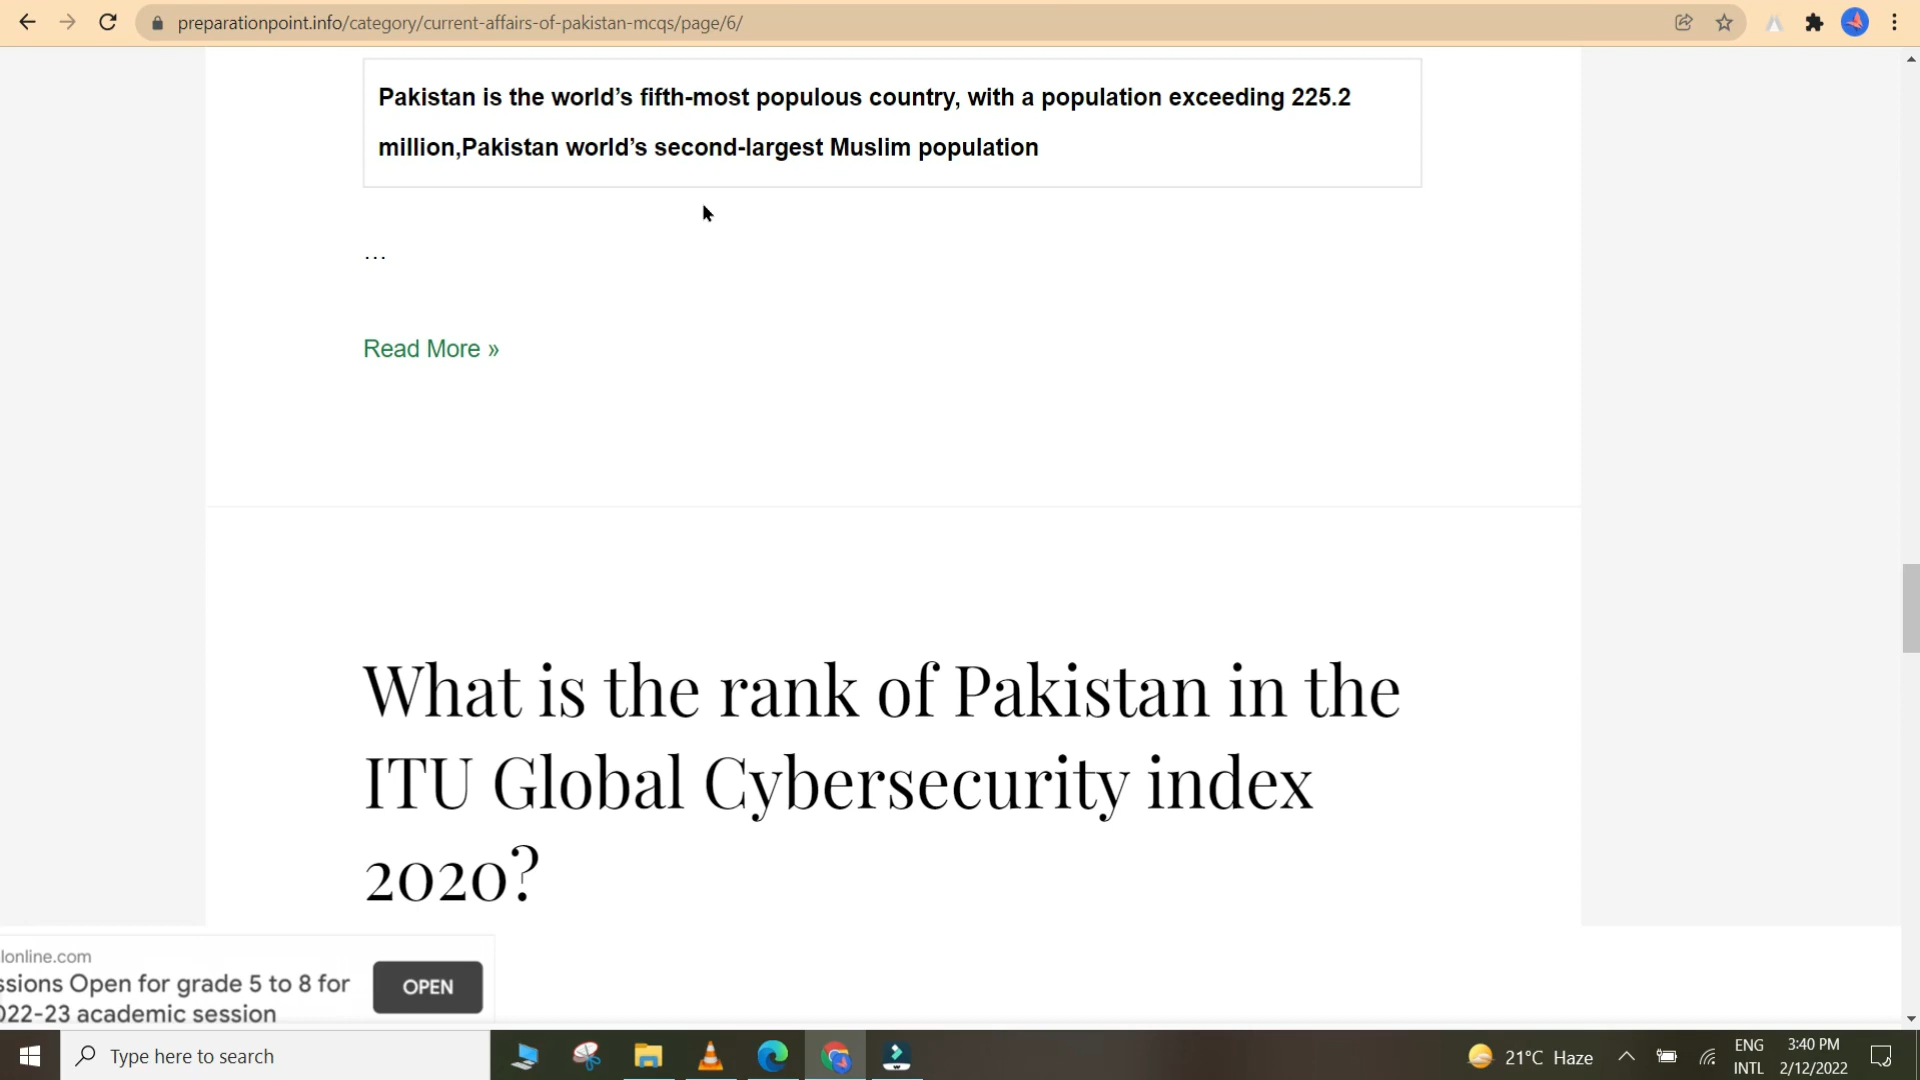 preparationpoint.info/category/current-affairs-of-pakistan-mcqs/page/6/
Pakistan is the world’s fifth-most populous country, with a population exceeding 225.2
million,Pakistan world’s second-largest Muslim population
…
Read More »
What is the rank of Pakistan in the
ITU Global Cybersecurity index
2020?
lonline.com
ssions Open for grade 5 to 8 for
022-23 academic session
OPEN
Type here to search
21°C Haze
ENG
INTL
3:40 PM
2/12/2022